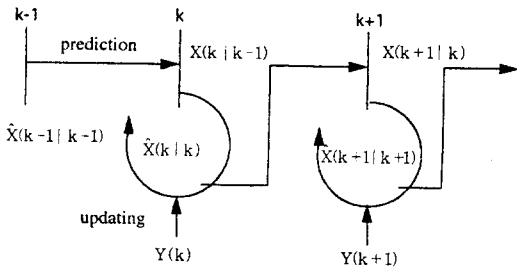 k-1
k
k+1
prediction
X(k|k-1)
X(k+1|k)
X̂(k-1|k-1)
X̂(k|k)
X̂(k+1|k+1)
updating
Y(k)
Y(k+1)